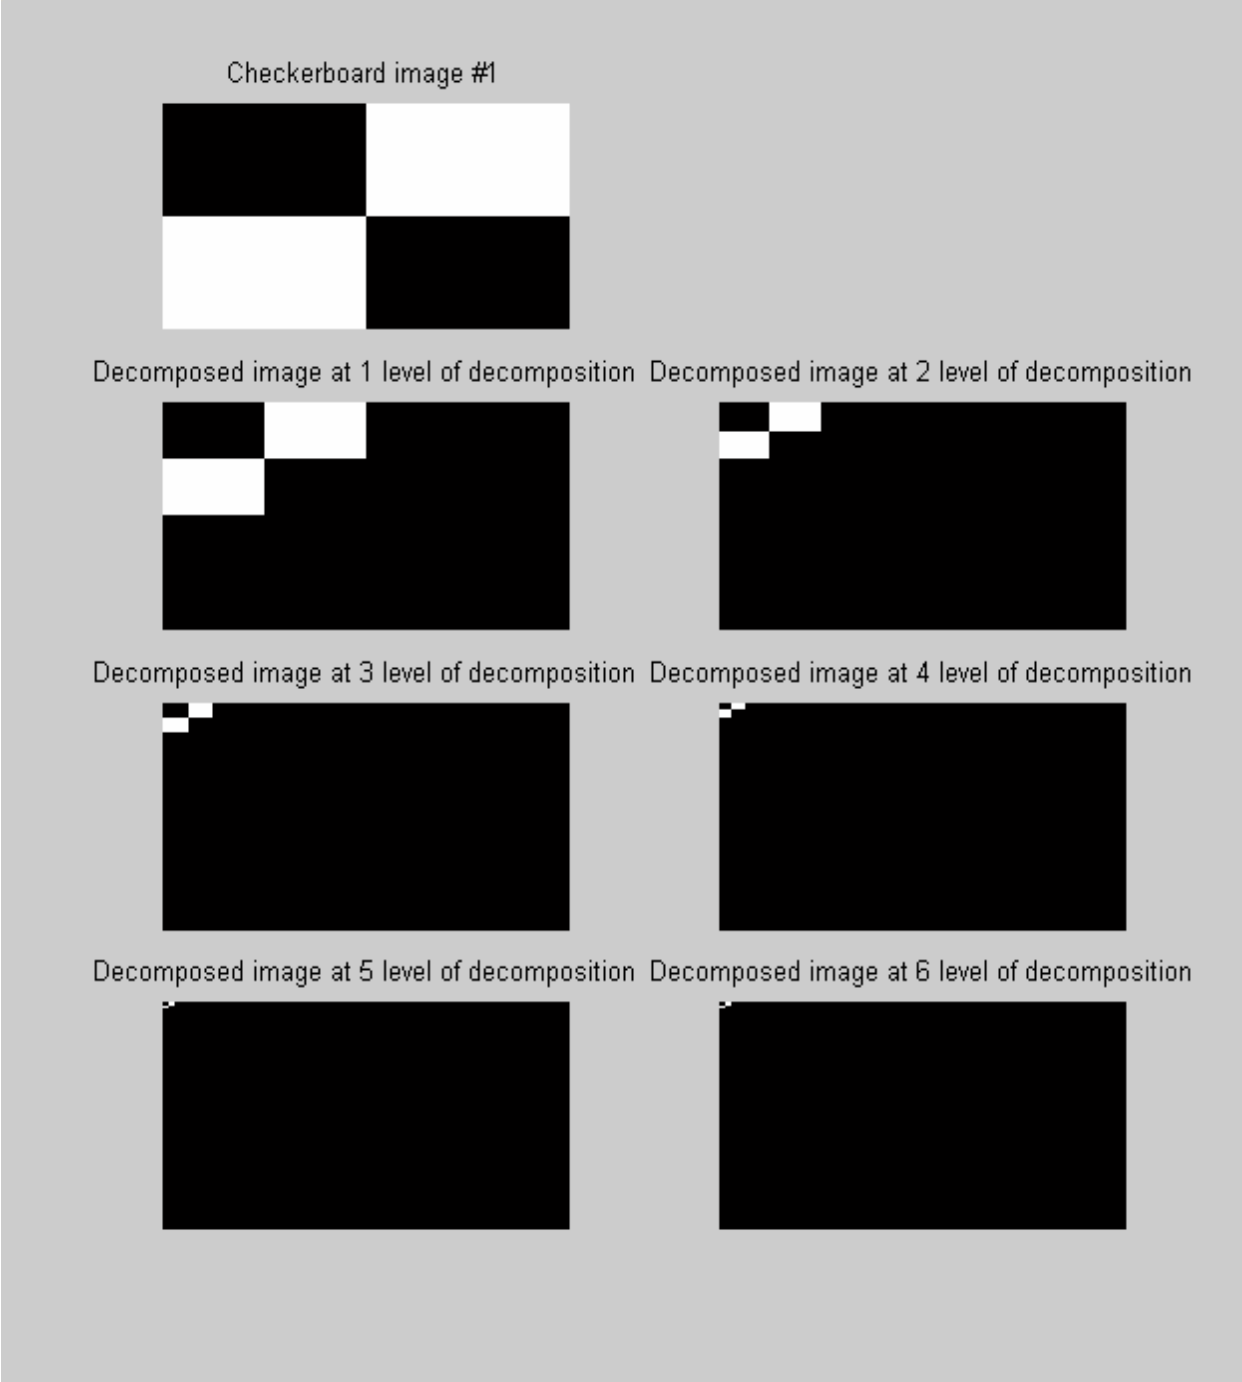 Checkerboard image #1
Decomposed image at 1 level of decomposition
Decomposed image at 2 level of decomposition
Decomposed image at 3 level of decomposition
Decomposed image at 4 level of decomposition
Decomposed image at 5 level of decomposition
Decomposed image at 6 level of decomposition